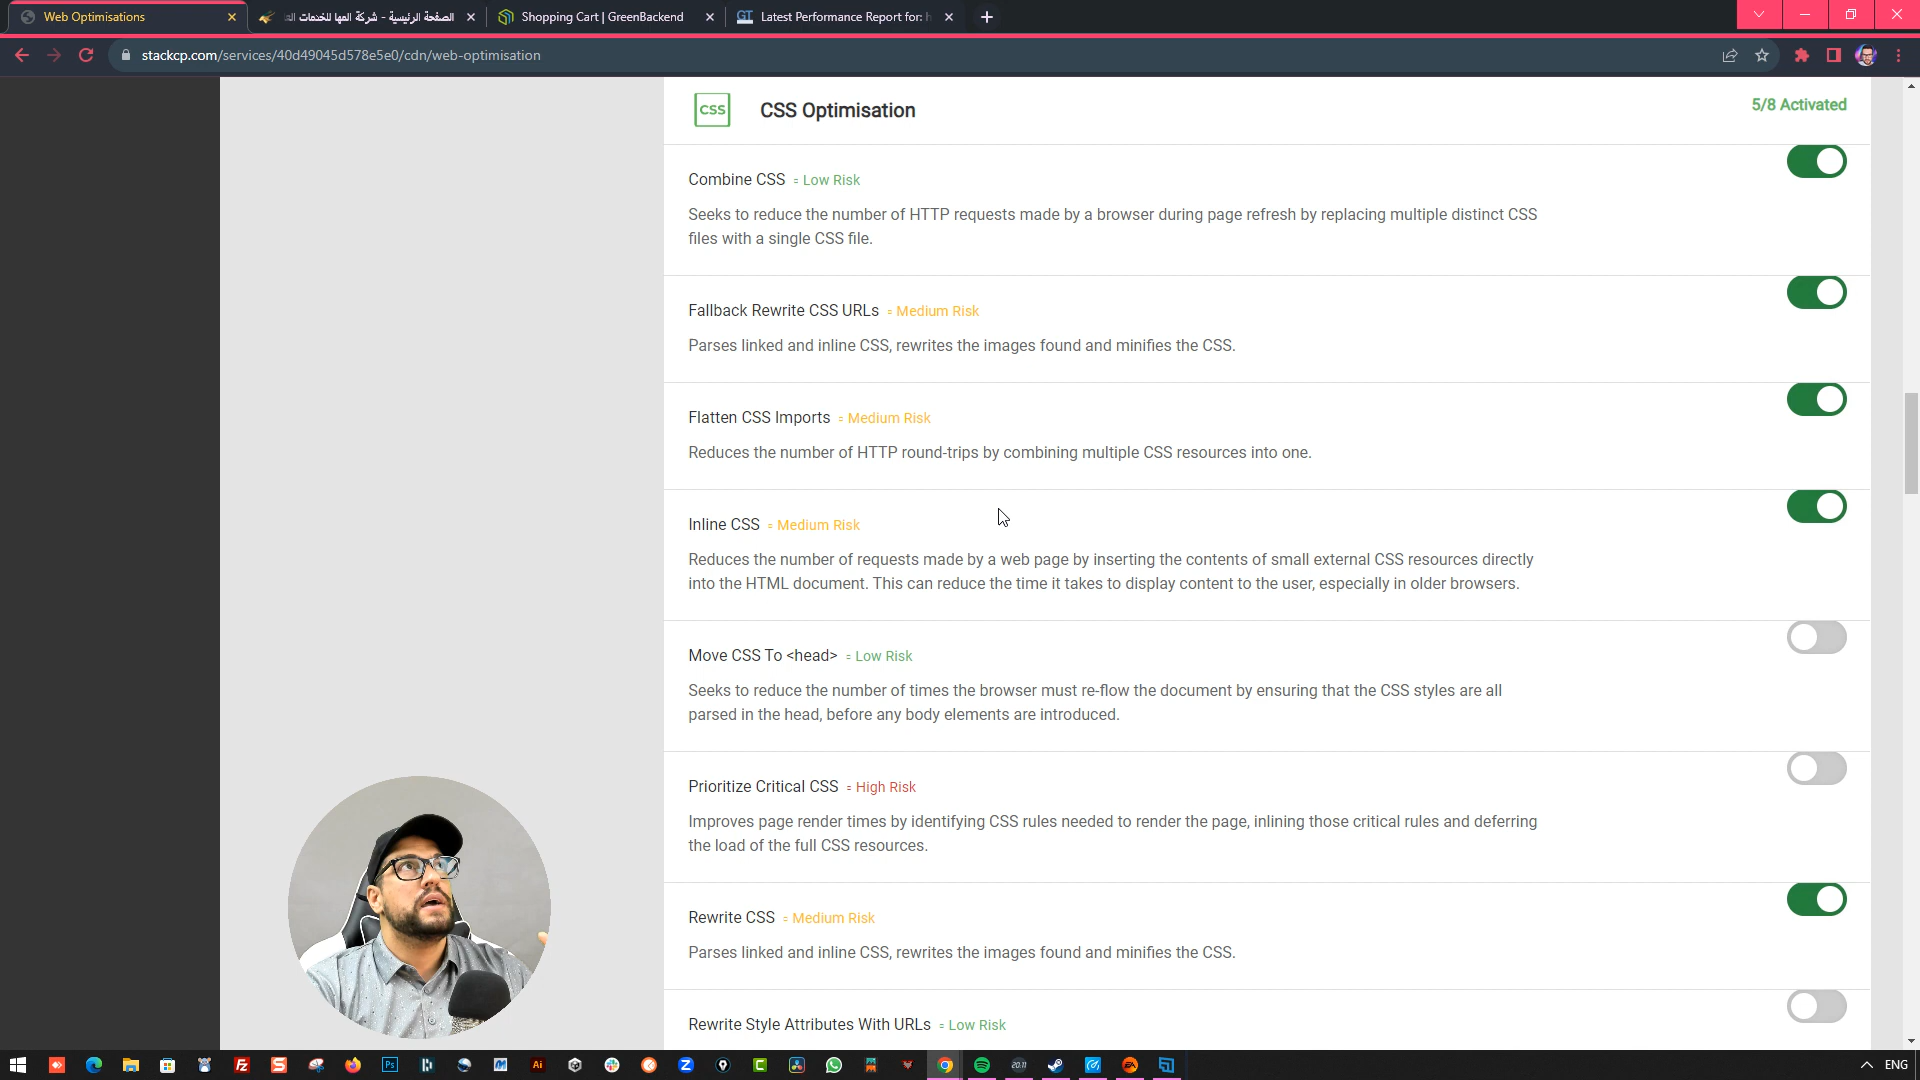 Web Optimisations
الصفحة الرئيسية - شركة المها للخدمات
Shopping Cart | GreenBackend
GT
Latest Performance Report for: h
stackcp.com/services/40d49045d578e5e0/cdn/web-optimisation
CSS
CSS Optimisation
5/8 Activated
Combine CSS = Low Risk
Seeks to reduce the number of HTTP requests made by a browser during page refresh by replacing multiple distinct CSS
files with a single CSS file.
Fallback Rewrite CSS URLs = Medium Risk
Parses linked and inline CSS, rewrites the images found and minifies the CSS.
Flatten CSS Imports = Medium Risk
Reduces the number of HTTP round-trips by combining multiple CSS resources into one.
Inline CSS = Medium Risk
Reduces the number of requests made by a web page by inserting the contents of small external CSS resources directly
into the HTML document. This can reduce the time it takes to display content to the user, especially in older browsers.
Move CSS To <head> = Low Risk
Seeks to reduce the number of times the browser must re-flow the document by ensuring that the CSS styles are all
parsed in the head, before any body elements are introduced.
Prioritize Critical CSS = High Risk
Improves page render times by identifying CSS rules needed to render the page, inlining those critical rules and deferring
the load of the full CSS resources.
Rewrite CSS = Medium Risk
Parses linked and inline CSS, rewrites the images found and minifies the CSS.
Rewrite Style Attributes With URLs = Low Risk
Fz
S
Ps
Ai
Z
C
20.11
EA
ENG